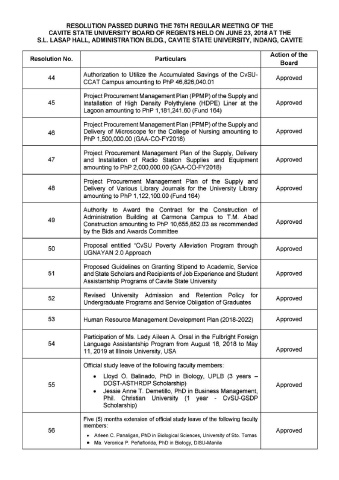 RESOLUTION PASSED DURING THE 76TH REGULAR MEETING OF THE
CAVITE STATE UNIVERSITY BOARD OF REGENTS HELD ON JUNE 23, 2018 AT THE
S.L. LASAP HALL, ADMINISTRATION BLDG., CAVITE STATE UNIVERSITY, INDANG, CAVITE
Resolution No. Particulars Action of the
Board
44 Authorization to Utilize the Accumulated Savings of the CvSU-
CCAT Campus amounting to PhP 46,826,040.01 Approved
45 Project Procurement Management Plan (PPMP) of the Supply and
Installation of High Density Polythylene (HDPE) Liner at the
Lagoon amounting to PhP 1,181,241.60 (Fund 164) Approved
46 Project Procurement Management Plan (PPMP) of the Supply and
Delivery of Microscope for the College of Nursing amounting to
PhP 1,500,000.00 (GAA-CO-FY2018) Approved
47 Project Procurement Management Plan of the Supply, Delivery
and Installation of Radio Station Supplies and Equipment
amounting to PhP 2,000,000.00 (GAA-CO-FY2018) Approved
48 Project Procurement Management Plan of the Supply and
Delivery of Various Library Journals for the University Library
amounting to PhP 1,122,100.00 (Fund 164) Approved
49 Authority to Award the Contract for the Construction of
Administration Building at Carmona Campus to T.M. Abad
Construction amounting to PhP 10,655,852.03 as recommended
by the Bids and Awards Committee Approved
50 Proposal entitled "CvSU Poverty Alleviation Program through
UGNAYAN 2.0 Approach Approved
51 Proposed Guidelines on Granting Stipend to Academic, Service
and State Scholars and Recipients of Job Experience and Student
Assistantship Programs of Cavite State University Approved
52 Revised University Admission and Retention Policy for
Undergraduate Programs and Service Obligation of Graduates Approved
53 Human Resource Management Development Plan (2018-2022) Approved
54 Participation of Ms. Lady Aileen A. Orsal in the Fulbright Foreign
Language Assistantship Program from August 18, 2018 to May
11, 2019 at Illinois University, USA Approved
55 Official study leave of the following faculty members:
• Lloyd O. Balinado, PhD in Biology, UPLB (3 years –
DOST-ASTHRDP Scholarship)
• Jessie Anne T. Demetillo, PhD in Business Management,
Phil. Christian University (1 year - CvSU-GSDP
Scholarship) Approved
56 Five (5) months extension of official study leave of the following faculty
members:
• Arleen C. Panaligan, PhD in Biological Sciences, University of Sto. Tomas
• Ma. Veronica P. Peñaflorida, PhD in Biology, DLSU-Manila Approved